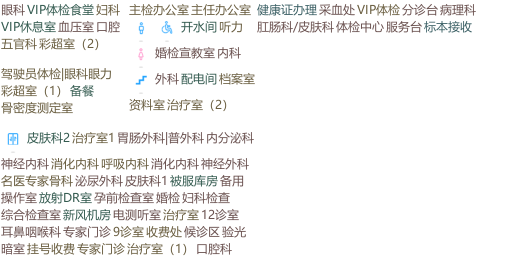 眼科 VIP体检食堂 妇科
VIP休息室 血压室 口腔
五官科 彩超室（2）
驾驶员体检|眼科眼力
彩超室（1） 备餐
骨密度测定室
主检办公室 主任办公室
开水间 听力
婚检宣教室 内科
外科 配电间 档案室
资料室 治疗室（2）
健康证办理 采血处 VIP体检 分诊台 病理科
肛肠科/皮肤科 体检中心 服务台 标本接收
皮肤科2 治疗室1 胃肠外科|普外科 内分泌科
神经内科 消化内科 呼吸内科 消化内科 神经外科
名医专家骨科 泌尿外科 皮肤科1 被服库房 备用
操作室 放射DR室 孕前检查室 婚检 妇科检查
综合检查室 新风机房 电测听室 治疗室 12诊室
耳鼻咽喉科 专家门诊 9诊室 收费处 候诊区 验光
暗室 挂号收费 专家门诊 治疗室（1） 口腔科